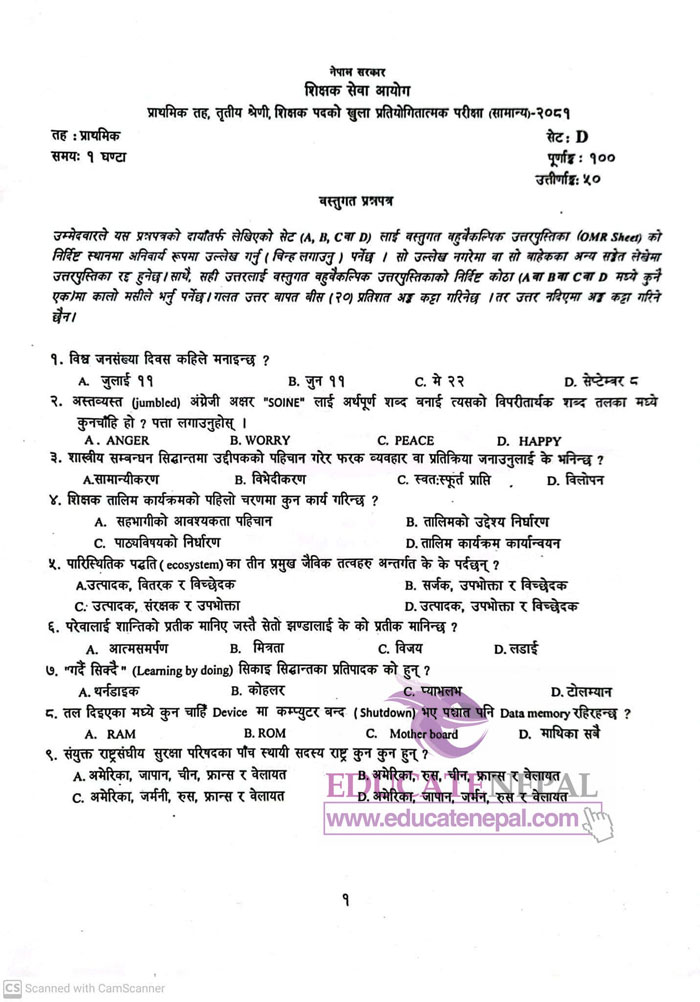 नेपाल सरकार
शिक्षक सेवा आयोग
प्राथमिक तह, तृतीय श्रेणी, शिक्षक पदको खुला प्रतियोगितात्मक परीक्षा (सामान्य)-२०८१
तह : प्राथमिक सेट: D
समयः १ घण्टा पूर्णाङ्क: १००
उत्तीर्णाङ्क: ५०
वस्तुगत प्रश्नपत्र
उम्मेदवारले यस प्रश्नपत्रको दायाँतर्फ लेखिएको सेट (A, B, C वा D) लाई वस्तुगत बहुवैकल्पिक उत्तरपुस्तिका (OMR Sheet) को
निर्दिष्ट स्थानमा अनिवार्य रूपमा उल्लेख गर्नु ( चिन्ह लगाउनु ) पर्नेछ । सो उल्लेख नगरेमा वा सो बाहेकका अन्य सङ्केत लेखेमा
उत्तरपुस्तिका रद्द हुनेछ। साथै, सही उत्तरलाई वस्तुगत बहुवैकल्पिक उत्तरपुस्तिकाको निर्दिष्ट कोठा (A वा B वा C वा D मध्ये कुनै
एक)मा कालो मसीले भर्नु पर्नेछ। गलत उत्तर बापत बीस (२०) प्रतिशत अङ्क कट्टा गरिनेछ । तर उत्तर नदिएमा अङ्क कट्टा गरिने
छैन।
१. विश्व जनसंख्या दिवस कहिले मनाइन्छ ?
A. जुलाई ११ B. जुन ११ C. मे २२ D. सेप्टेम्बर ८
२. अस्तव्यस्त (jumbled) अंग्रेजी अक्षर "SOINE" लाई अर्थपूर्ण शब्द बनाई त्यसको विपरीतार्थक शब्द तलका मध्ये
कुनचाँहि हो ? पत्ता लगाउनुहोस् ।
A . ANGER B. WORRY C. PEACE D. HAPPY
३. शास्त्रीय सम्बन्धन सिद्धान्तमा उद्दीपकको पहिचान गरेर फरक व्यवहार वा प्रतिक्रिया जनाउनुलाई के भनिन्छ ?
A.सामान्यीकरण B. विभेदीकरण C. स्वत:स्फूर्त प्राप्ति D. विलोपन
४. शिक्षक तालिम कार्यक्रमको पहिलो चरणमा कुन कार्य गरिन्छ ?
A. सहभागीको आवश्यकता पहिचान B. तालिमको उद्देश्य निर्धारण
C. पाठ्यविषयको निर्धारण D. तालिम कार्यक्रम कार्यान्वयन
५. पारिस्थितिक पद्धति ( ecosystem) का तीन प्रमुख जैविक तत्वहरु अन्तर्गत के के पर्दछन् ?
A.उत्पादक, वितरक र विच्छेदक B. सर्जक, उपभोक्ता र विच्छेदक
C. उत्पादक, संरक्षक र उपभोक्ता D. उत्पादक, उपभोक्ता र विच्छेदक
६. परेवालाई शान्तिको प्रतीक मानिए जस्तै सेतो झण्डालाई के को प्रतीक मानिन्छ ?
A. आत्मसमर्पण B. मित्रता C. विजय D. लडाई
७. "गर्दै सिक्दै " (Learning by doing) सिकाइ सिद्धान्तका प्रतिपादक को हुन् ?
A. थर्नडाइक B. कोहलर C. प्याभलभ D. टोलम्यान
८. तल दिइएका मध्ये कुन चाहिँ Device मा कम्प्युटर बन्द (Shutdown) भए पश्चात पनि Data memory रहिरहन्छ ?
A. RAM B. ROM C. Mother board D. माथिका सबै
९. संयुक्त राष्ट्रसंघीय सुरक्षा परिषदका पाँच स्थायी सदस्य राष्ट्र कुन कुन हुन् ?
A. अमेरिका, जापान, चीन, फ्रान्स र वेलायत B. अमेरिका, रुस, चीन, फ्रान्स र वेलायत
C. अमेरिका, जर्मनी, रुस, फ्रान्स र वेलायत D. अमेरिका, जापान, जर्मन, रुस र वेलायत
EDUCATENEPAL
www.educatenepal.com
१
CS Scanned with CamScanner